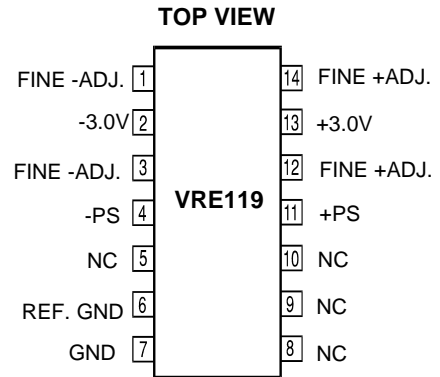 TOP VIEW
FINE -ADJ. 1 14 FINE +ADJ.
-3.0V 2 13 +3.0V
FINE -ADJ. 3 12 FINE +ADJ.
VRE119
-PS 4 11 +PS
NC 5 10 NC
REF. GND 6 9 NC
GND 7 8 NC